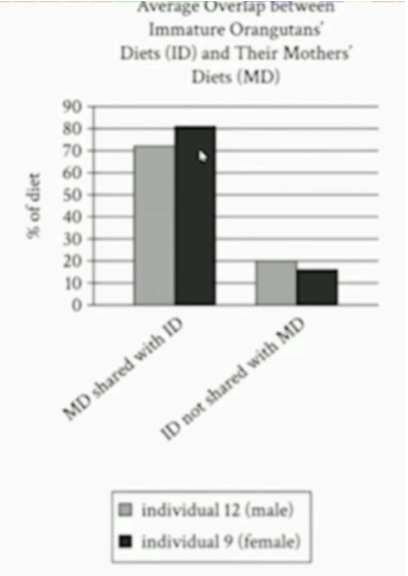 Average Overlap between
Immature Orangutans'
Diets (ID) and Their Mothers'
Diets (MD)
90
80
70
60
50
40
30
20
10
0
% of diet
MD shared with ID
ID not shared with MD
individual 12 (male)
individual 9 (female)